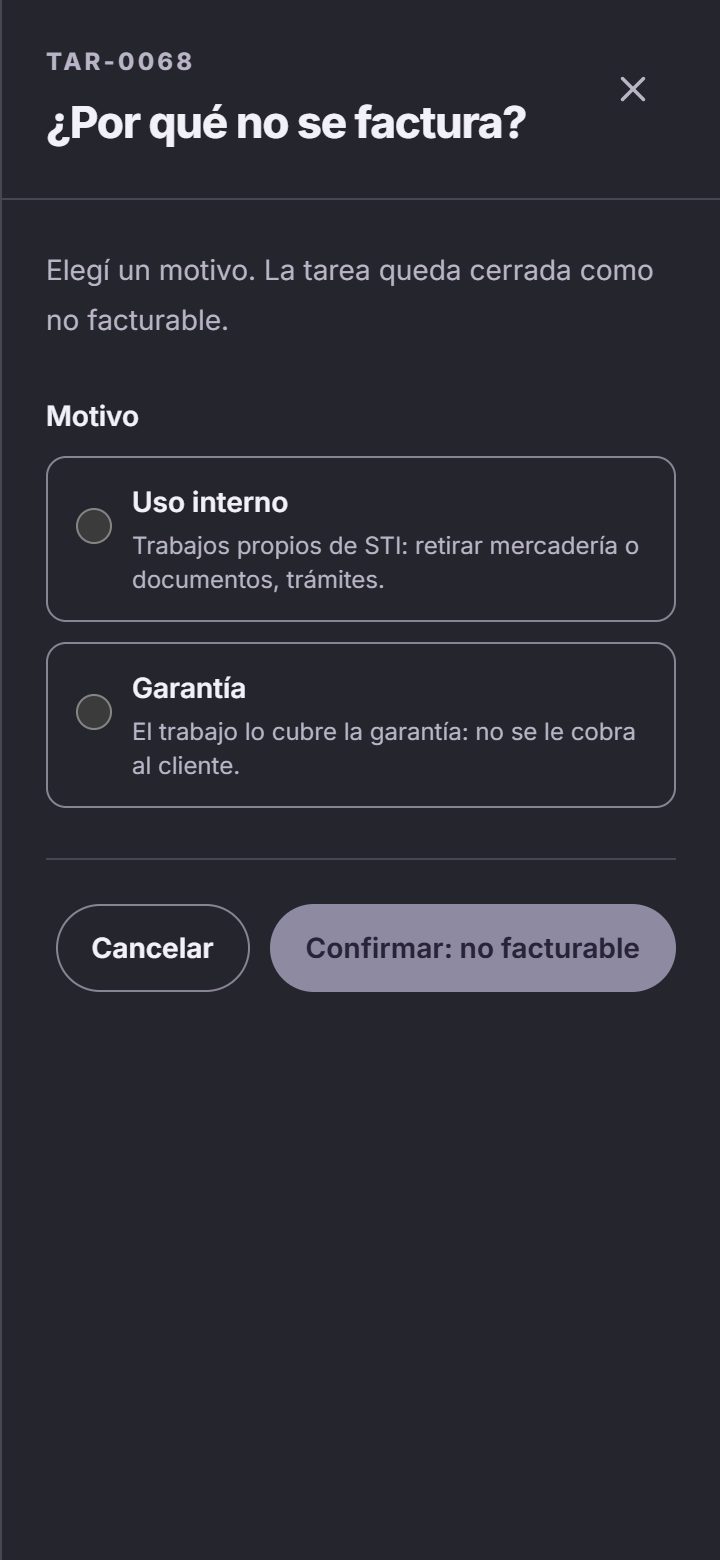 TAR-0068
¿Por qué no se factura?
Elegí un motivo. La tarea queda cerrada como
no facturable.
Motivo
Uso interno
Trabajos propios de STI: retirar mercadería o
documentos, trámites.
Garantía
El trabajo lo cubre la garantía: no se le cobra
al cliente.
Cancelar
Confirmar: no facturable